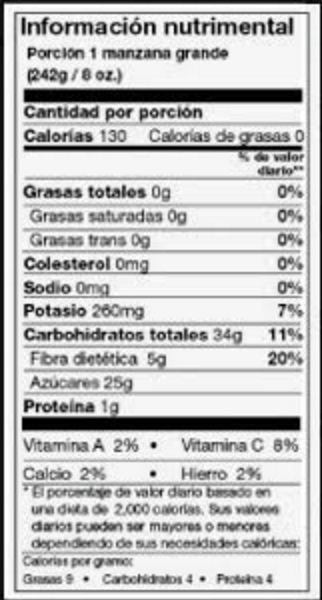 Información nutrimental
Porción 1 manzana grande
(242g / 8 oz.)
Cantidad por porción
Calorías 130 Calorías de grasas 0
% de valor
diario**
Grasas totales 0g 0%
Grasas saturadas 0g 0%
Grasas trans 0g 0%
Colesterol 0mg 0%
Sodio 0mg 0%
Potasio 260mg 7%
Carbohidratos totales 34g 11%
Fibra dietética 5g 20%
Azúcares 25g
Proteína 1g
Vitamina A 2% • Vitamina C 8%
Calcio 2% • Hierro 2%
* El porcentaje de valor diario basado en
una dieta de 2,000 calorías. Sus valores
diarios pueden ser mayores o menores
dependiendo de sus necesidades calóricas:
Calorías por gramo:
Grasas 9 • Carbohidratos 4 • Proteína 4